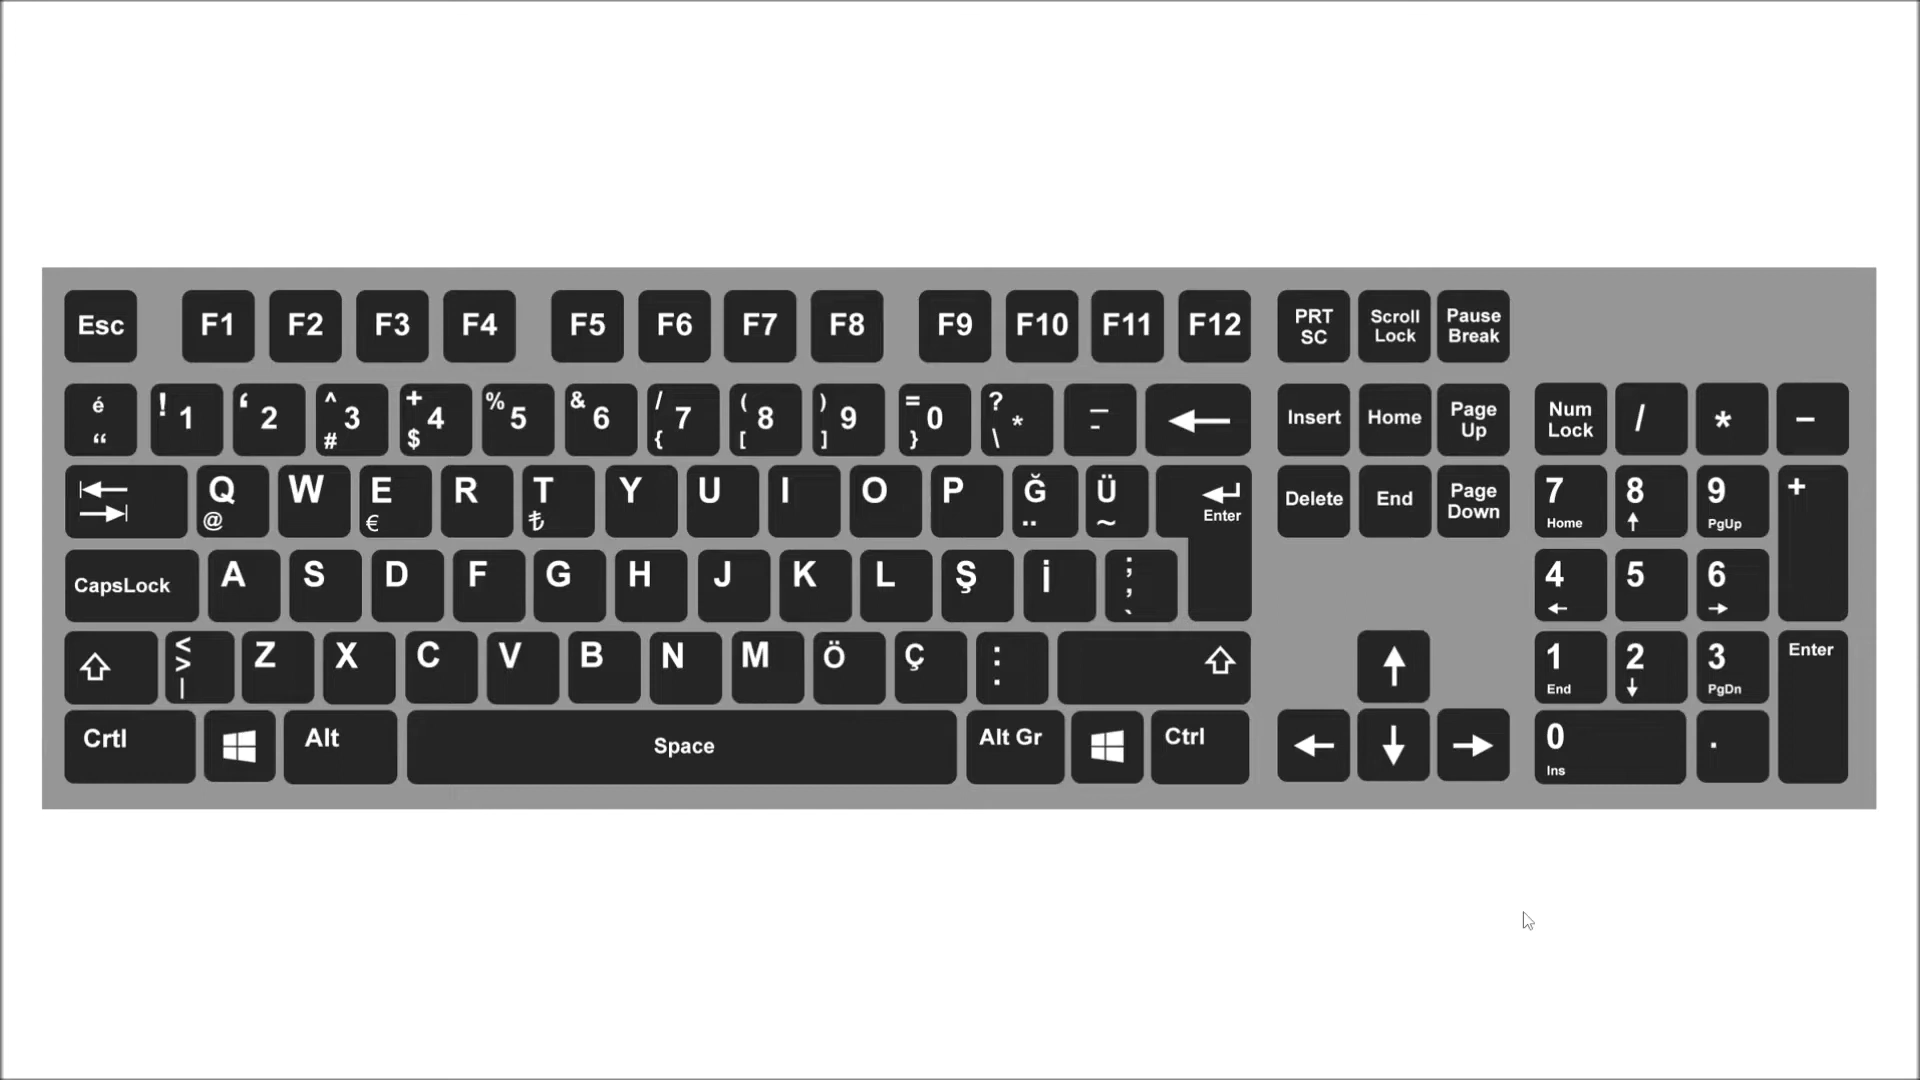 Esc F1 F2 F3 F4 F5 F6 F7 F8 F9 F10 F11 F12 PRT SC Scroll Lock Pause Break
é “ ! 1 ‘ 2 ^ 3 # + 4 $ % 5 & 6 / 7 { ( 8 [ ) 9 ] = 0 } ? * \ _ - Insert Home Page Up Num Lock / * −
Q @ W E € R T ₺ Y U I O P Ğ ¨ Ü ~ Enter Delete End Page Down 7 Home 8 9 PgUp +
CapsLock A S D F G H J K L Ş İ ; , ` 4 5 6
< > | Z X C V B N M Ö Ç : . 1 End 2 3 PgDn Enter
Crtl Alt Space Alt Gr Ctrl 0 Ins .